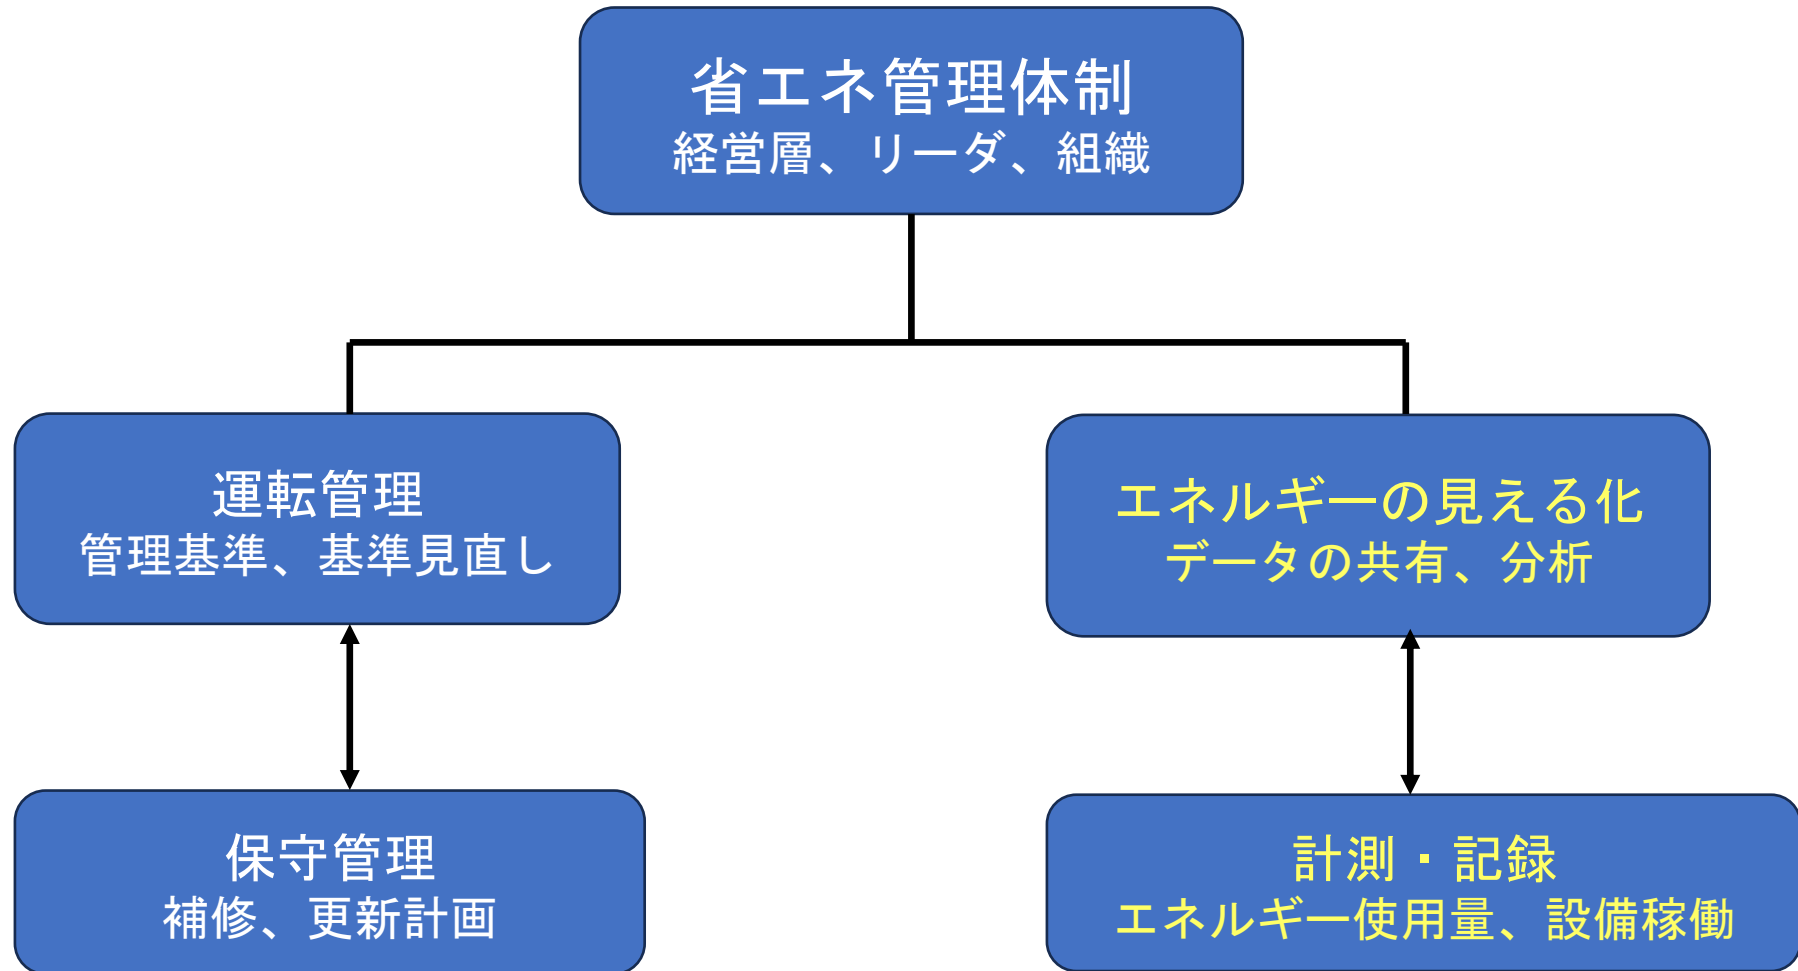 省エネ管理体制
経営層、リーダ、組織
運転管理
管理基準、基準見直し
エネルギーの見える化
データの共有、分析
保守管理
補修、更新計画
計測・記録
エネルギー使用量、設備稼働